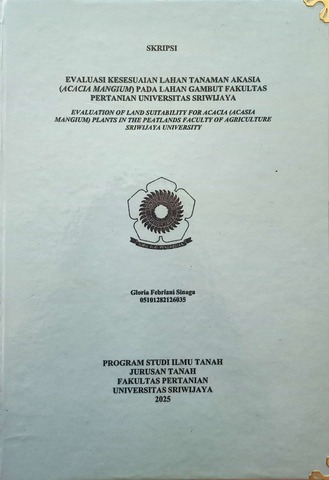 SKRIPSI
EVALUASI KESESUAIAN LAHAN TANAMAN AKASIA
(ACACIA MANGIUM) PADA LAHAN GAMBUT FAKULTAS
PERTANIAN UNIVERSITAS SRIWIJAYA
EVALUATION OF LAND SUITABILITY FOR ACACIA (ACASIA
MANGIUM) PLANTS IN THE PEATLANDS FACULTY OF AGRICULTURE
SRIWIJAYA UNIVERSITY
Gloria Febriani Sinaga
05101282126035
PROGRAM STUDI ILMU TANAH
JURUSAN TANAH
FAKULTAS PERTANIAN
UNIVERSITAS SRIWIJAYA
2025